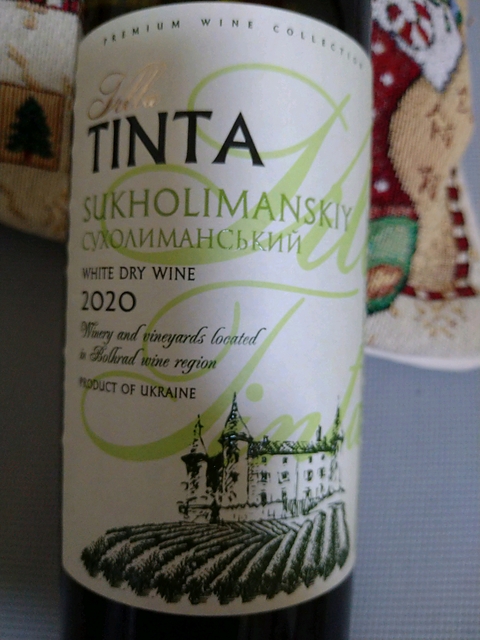 PREMIUM WINE COLLECTION
Villa
TINTA
SUKHOLIMANSKIY
СУХОЛИМАНСЬКИЙ
WHITE DRY WINE
2020
Winery and vineyards located
in Bolhrad wine region
PRODUCT OF UKRAINE